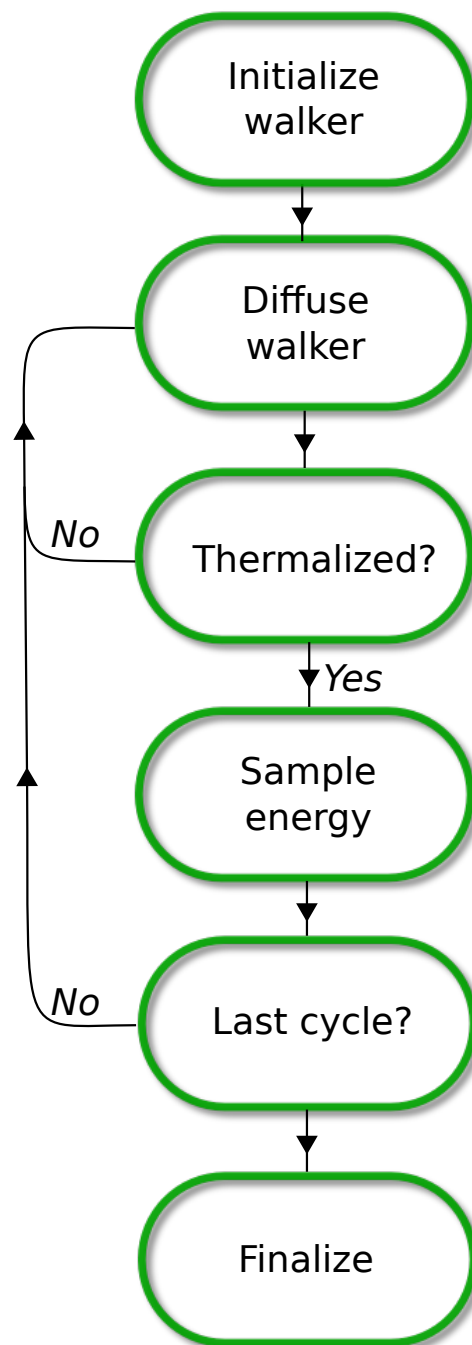 Initialize
walker
Diffuse
walker
No
Thermalized?
Yes
Sample
energy
No
Last cycle?
Finalize